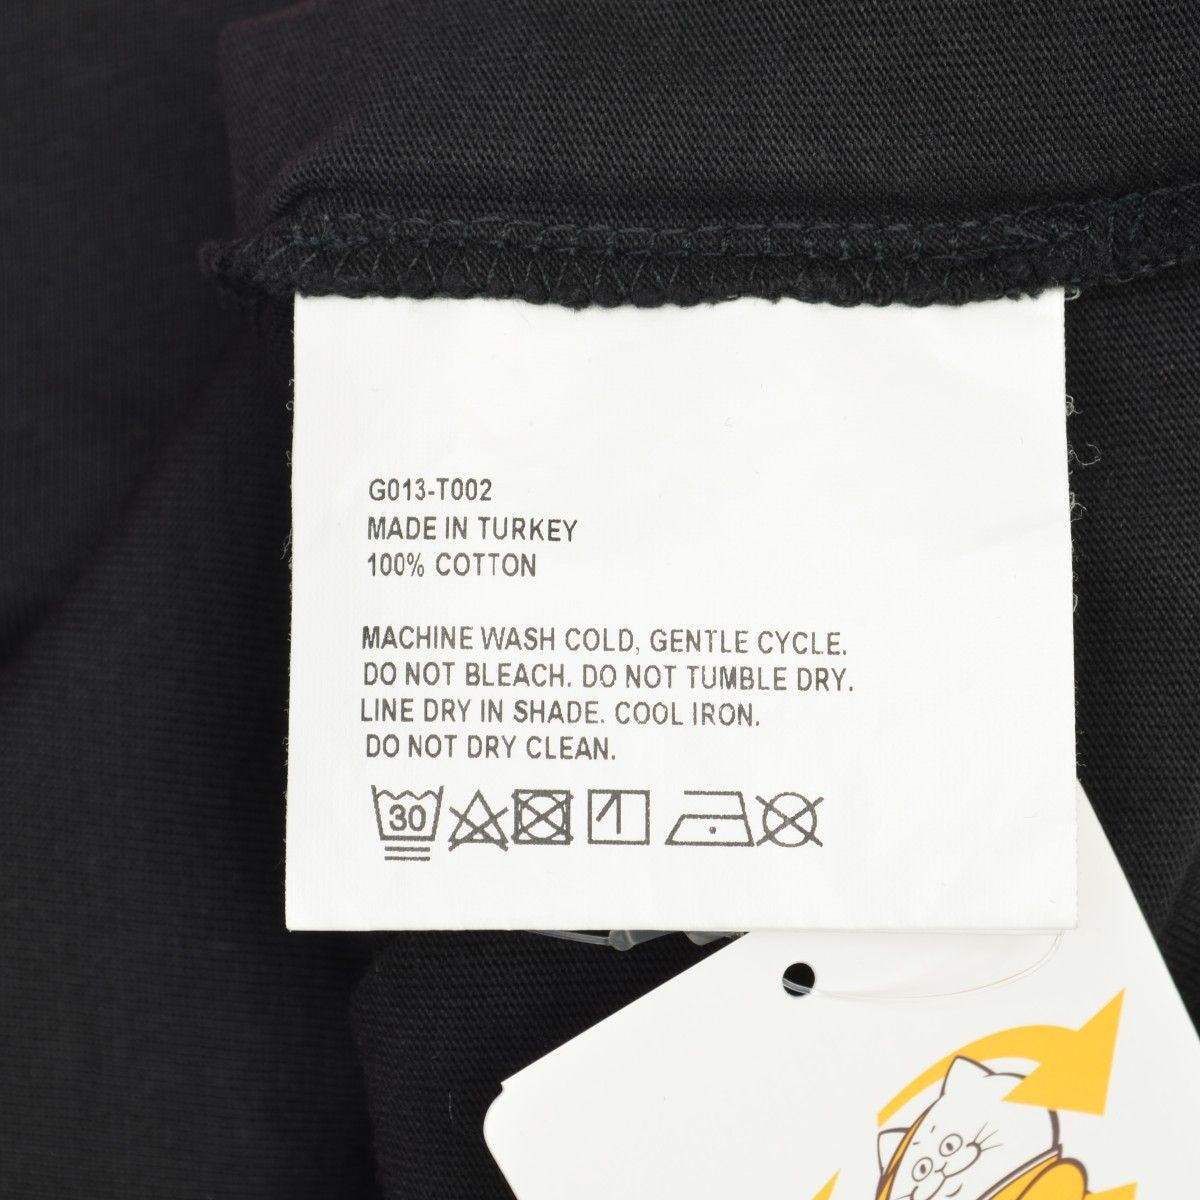 G013-T002
MADE IN TURKEY
100% COTTON
MACHINE WASH COLD, GENTLE CYCLE.
DO NOT BLEACH. DO NOT TUMBLE DRY.
LINE DRY IN SHADE. COOL IRON.
DO NOT DRY CLEAN.
30